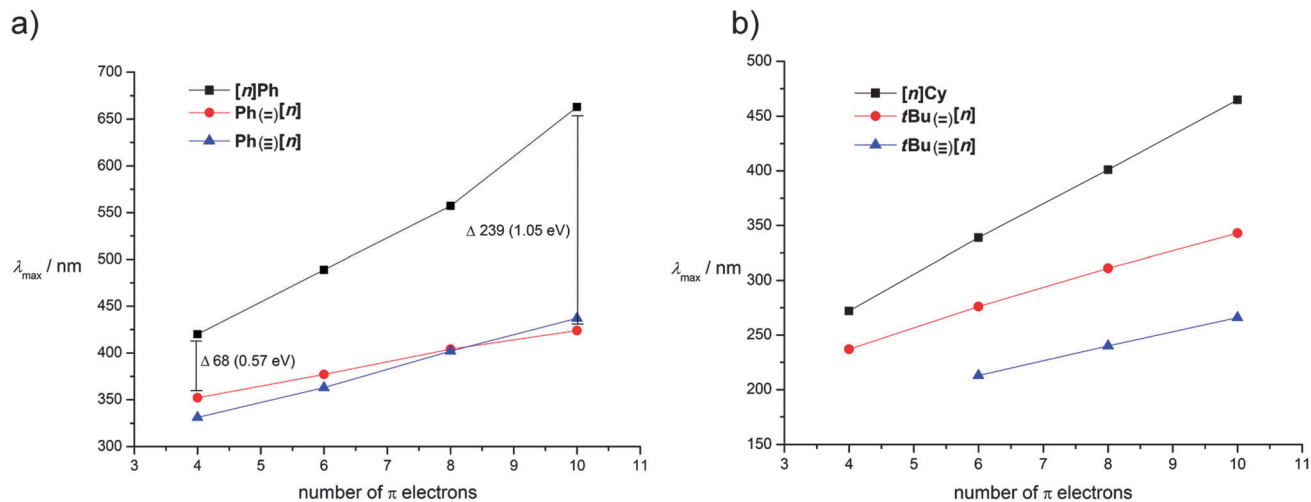 a)
700
650
600
550
500
450
400
350
300
λmax / nm
3 4 5 6 7 8 9 10 11
number of π electrons
[n]Ph
Ph(=)[n]
Ph(≡)[n]
Δ 68 (0.57 eV)
Δ 239 (1.05 eV)
b)
500
450
400
350
300
250
200
150
λmax / nm
3 4 5 6 7 8 9 10 11
number of π electrons
[n]Cy
tBu(=)[n]
tBu(≡)[n]